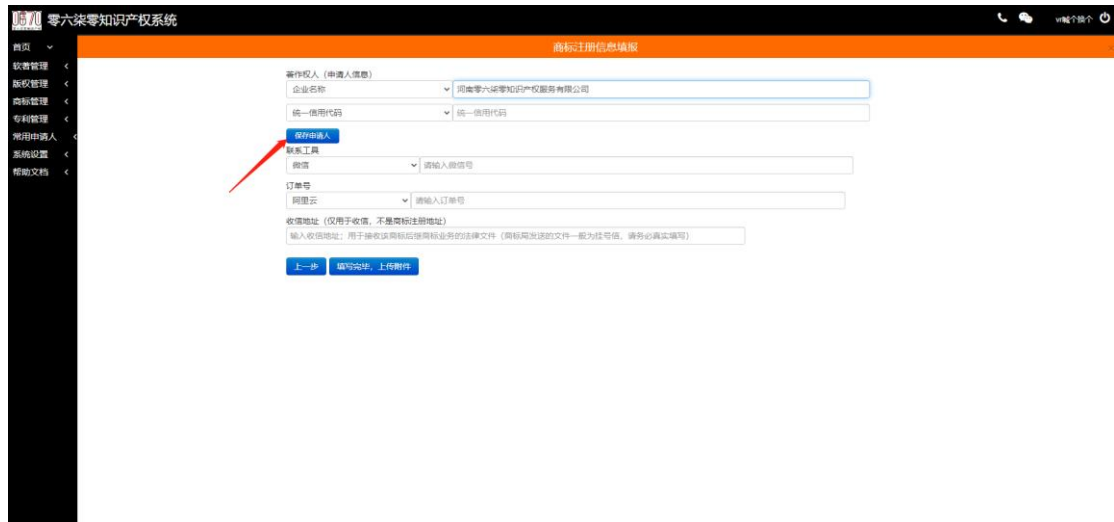 零六柒零知识产权系统
首页
商标注册信息填报
软著管理
版权管理
商标管理
专利管理
常用申请人
系统设置
帮助文档
著作权人（申请人信息）
企业名称 河南零六柒零知识产权服务有限公司
统一信用代码 统一信用代码
保存申请人
联系工具
微信 请输入微信号
订单号
阿里云 请输入订单号
收信地址（仅用于收信，不是商标注册地址）
输入收信地址；用于接收该商标后继商标业务的法律文件（商标局发送的文件一般为挂号信，请务必真实填写）
上一步 填写完毕，上传附件